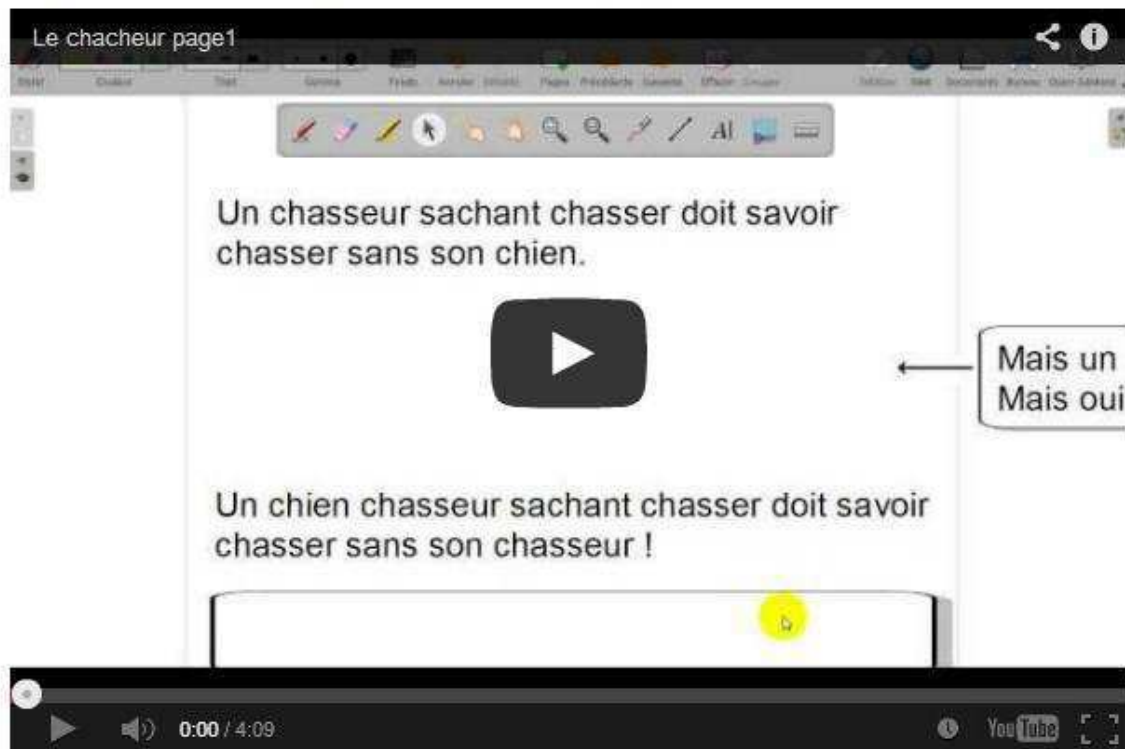 Le chacheur page1
Un chasseur sachant chasser doit savoir
chasser sans son chien.
Mais un
Mais oui
Un chien chasseur sachant chasser doit savoir
chasser sans son chasseur !
0:00 / 4:09
YouTube